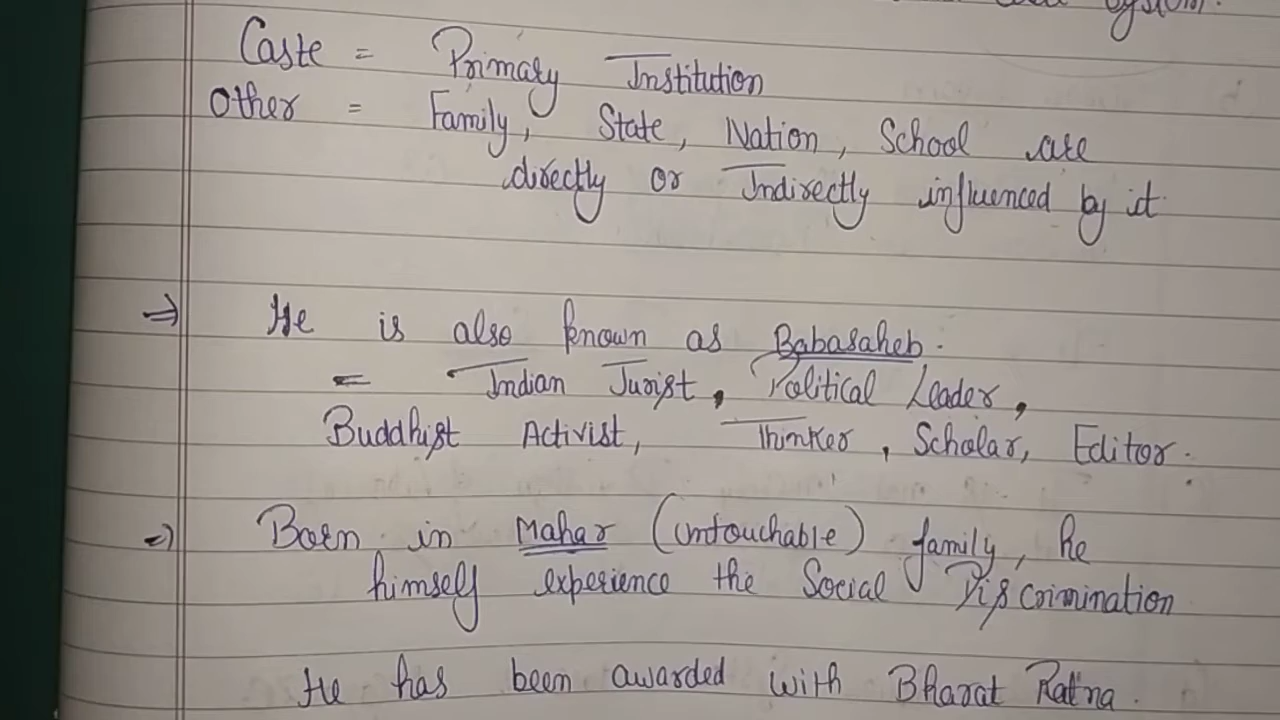 system.
Caste = Primary Institution
Other = Family, State, Nation, School are
directly or Indirectly influenced by it
⇒ He is also known as Babasaheb.
= Indian Jurist, Political Leader,
Buddhist Activist, Thinker, Scholar, Editor.
⇒ Born in Mahar (untouchable) family, he
himself experience the Social Discrimination
He has been awarded with Bharat Ratna.